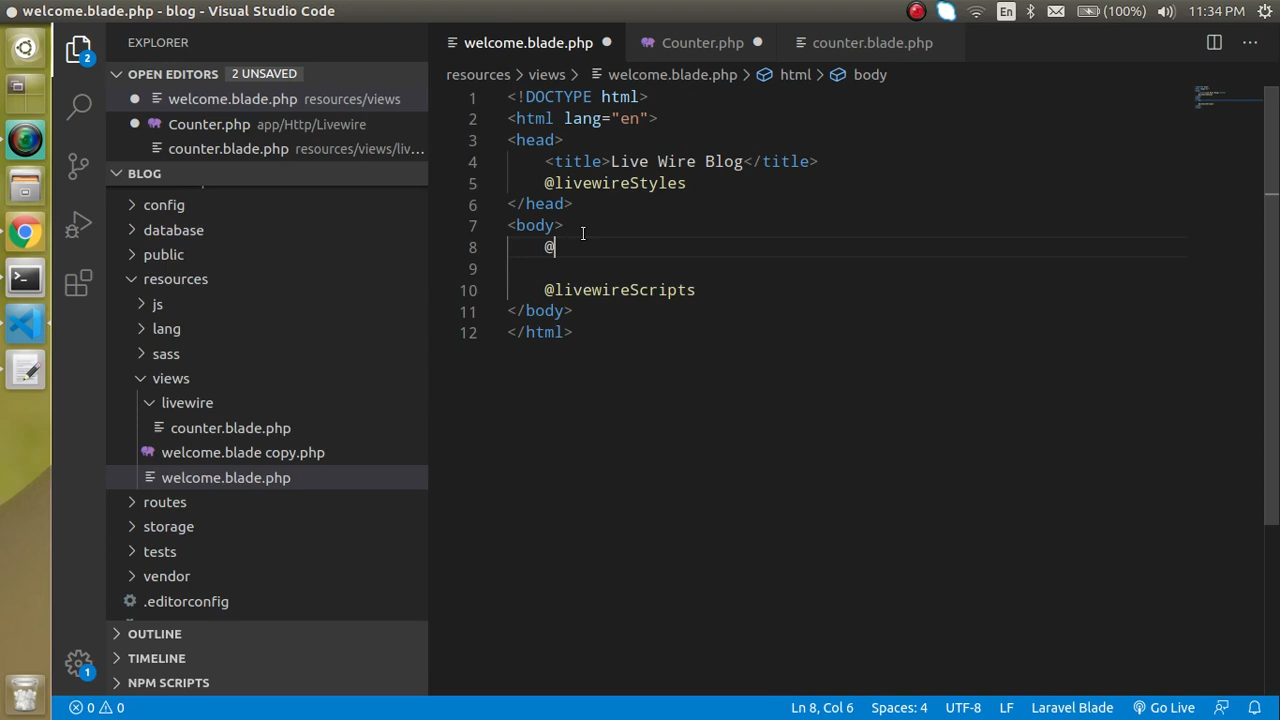 welcome.blade.php - blog - Visual Studio Code
En
(100%)
11:34 PM
EXPLORER
OPEN EDITORS 2 UNSAVED
welcome.blade.php resources/views
Counter.php app/Http/Livewire
counter.blade.php resources/views/liv...
BLOG
config
database
public
resources
js
lang
sass
views
livewire
counter.blade.php
welcome.blade copy.php
welcome.blade.php
routes
storage
tests
vendor
.editorconfig
OUTLINE
TIMELINE
NPM SCRIPTS
2
1
welcome.blade.php
Counter.php
counter.blade.php
resources > views > welcome.blade.php > html > body
1 <!DOCTYPE html>
2 <html lang="en">
3 <head>
4 <title>Live Wire Blog</title>
5 @livewireStyles
6 </head>
7 <body>
8 @
9
10 @livewireScripts
11 </body>
12 </html>
0 0
Ln 8, Col 6
Spaces: 4
UTF-8
LF
Laravel Blade
Go Live